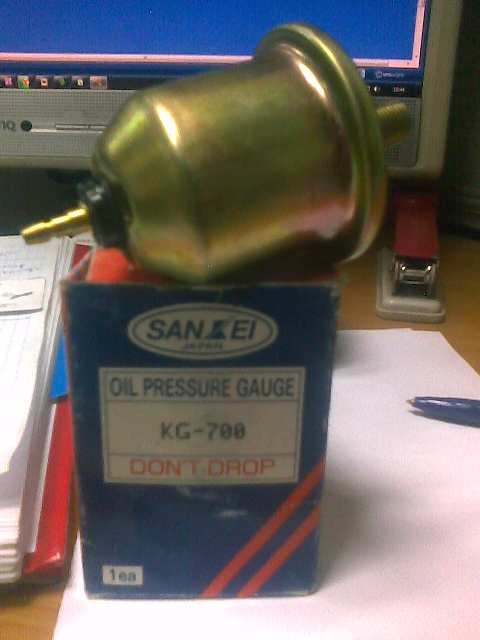 SANKEI
JAPAN
OIL PRESSURE GAUGE
KG-700
DON'T DROP
1ea